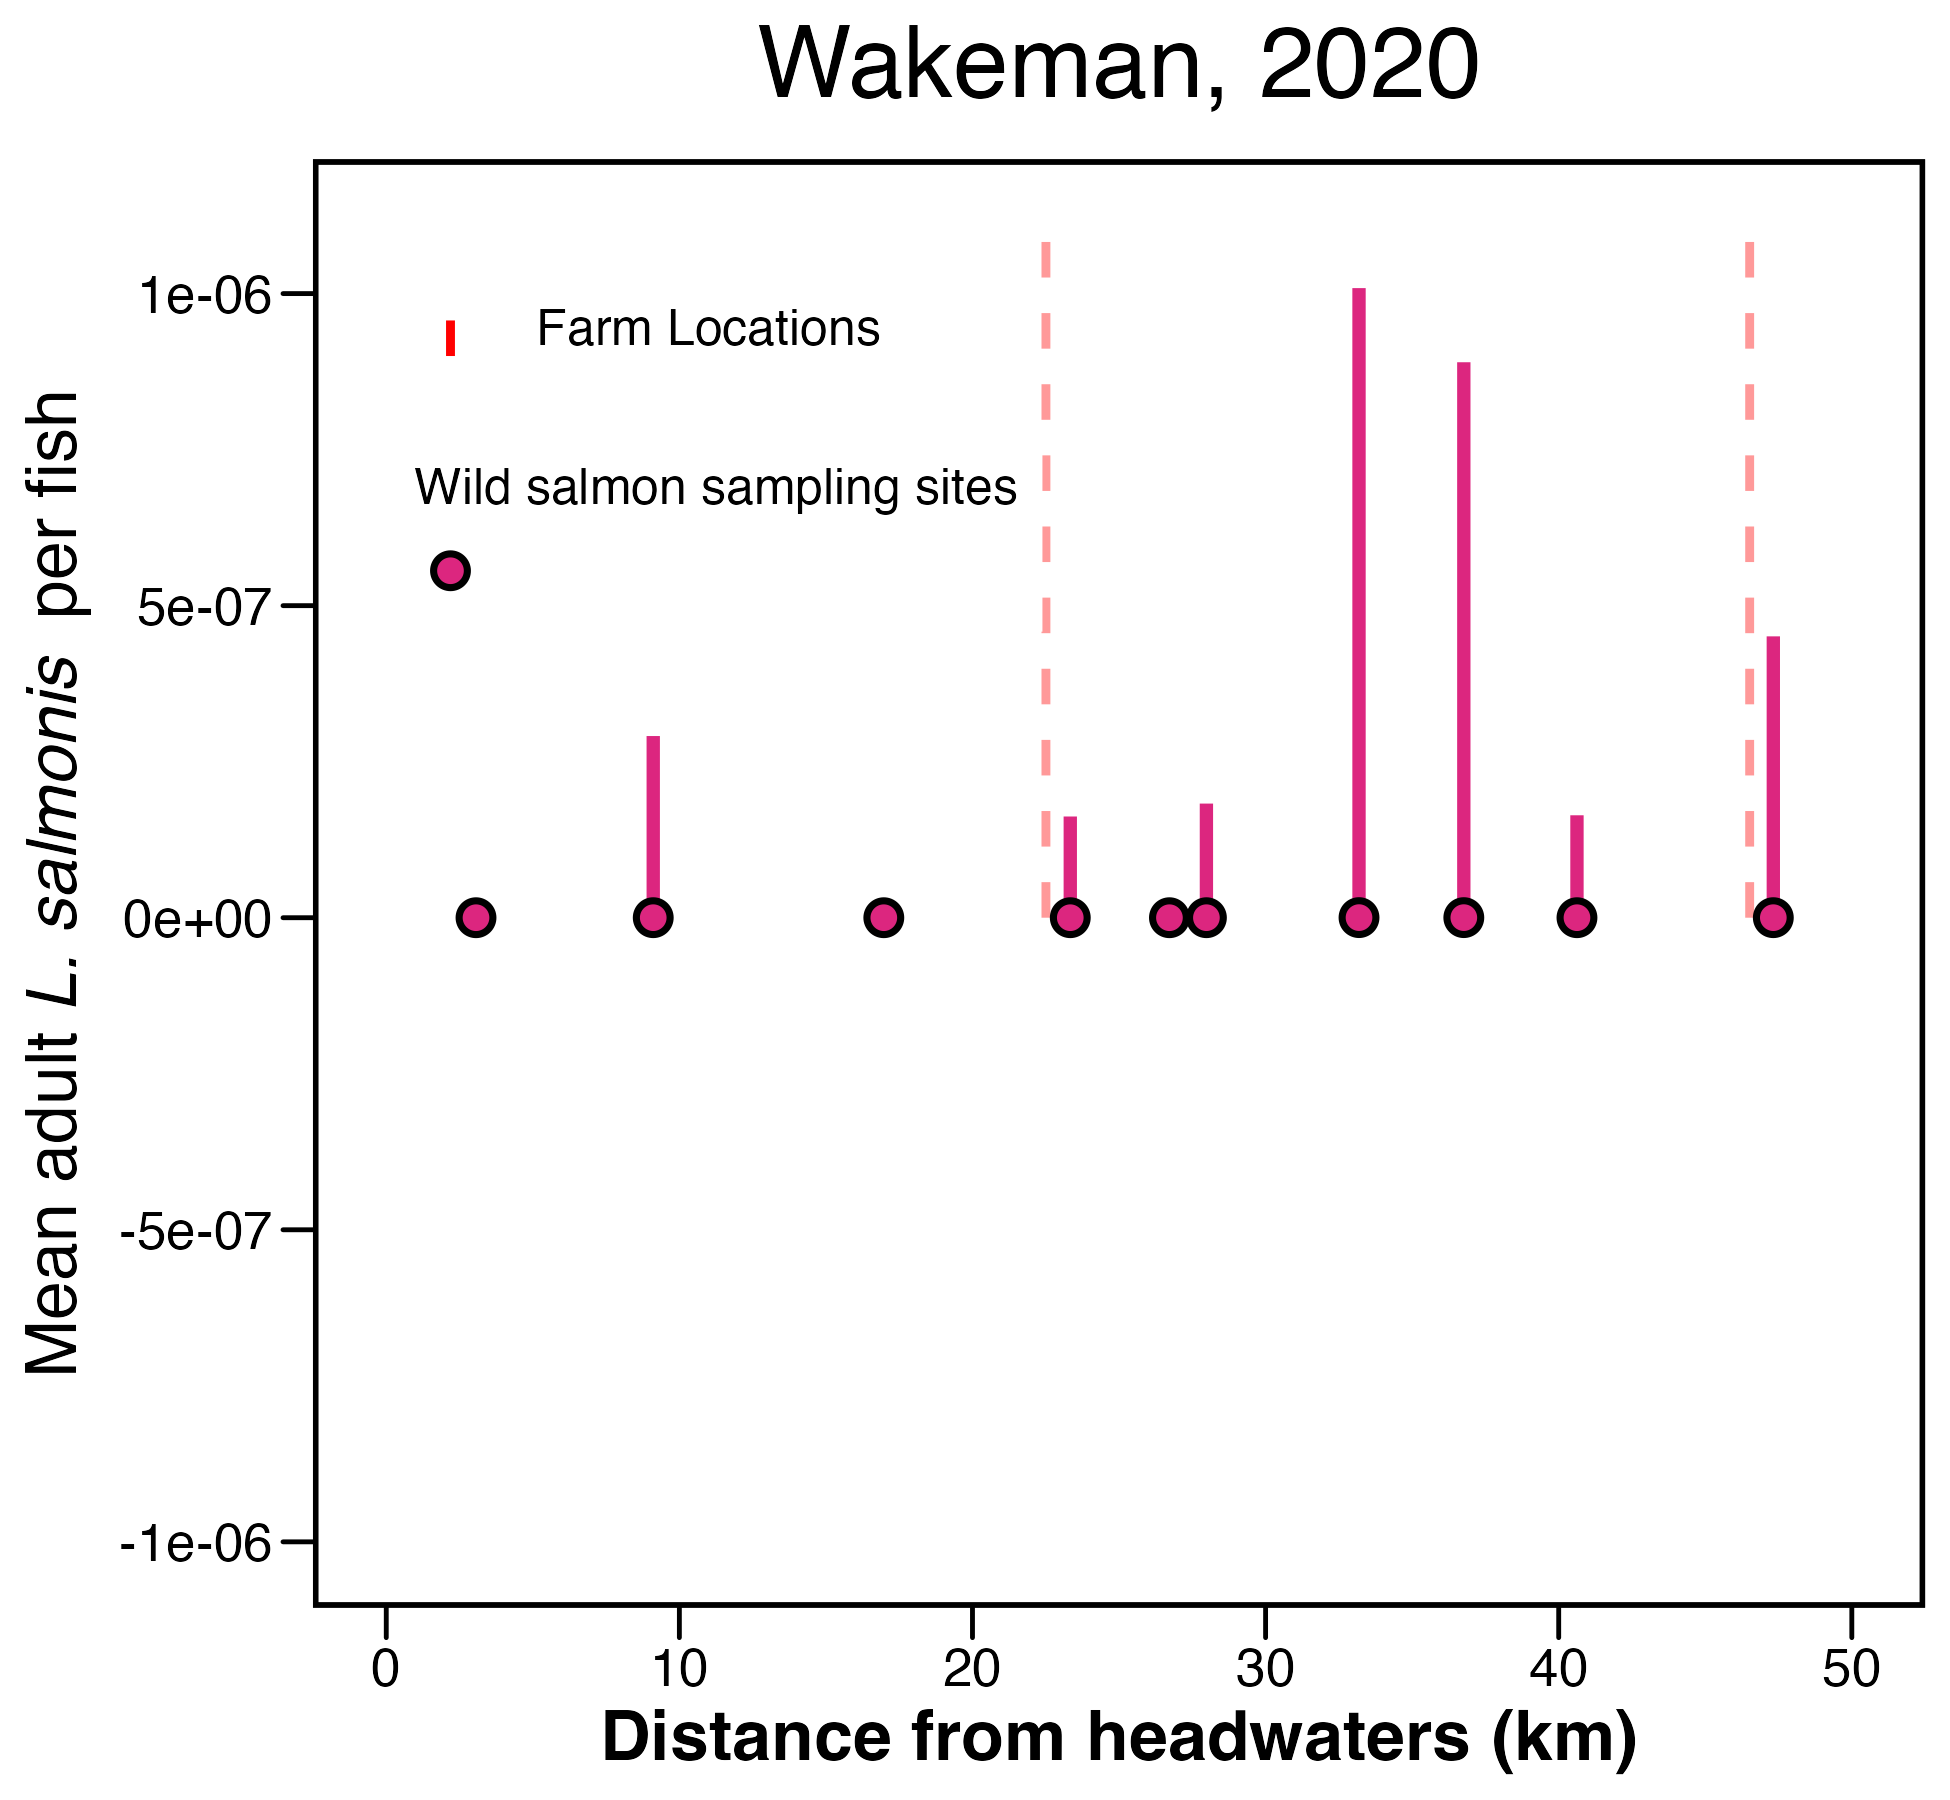 Wakeman, 2020
Mean adult L. salmonis per fish
1e-06
5e-07
0e+00
-5e-07
-1e-06
Farm Locations
Wild salmon sampling sites
0 10 20 30 40 50
Distance from headwaters (km)